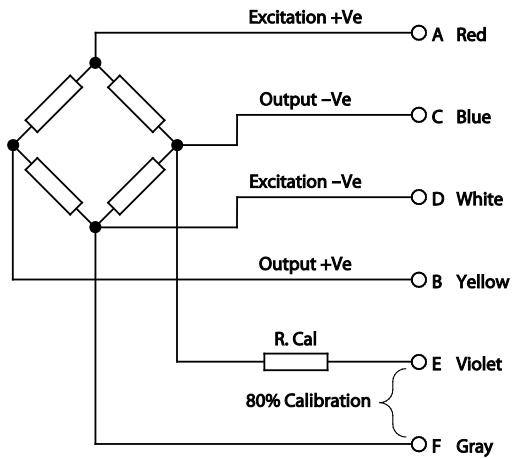 Excitation +Ve
A Red
Output –Ve
C Blue
Excitation –Ve
D White
Output +Ve
B Yellow
R. Cal
E Violet
80% Calibration
F Gray